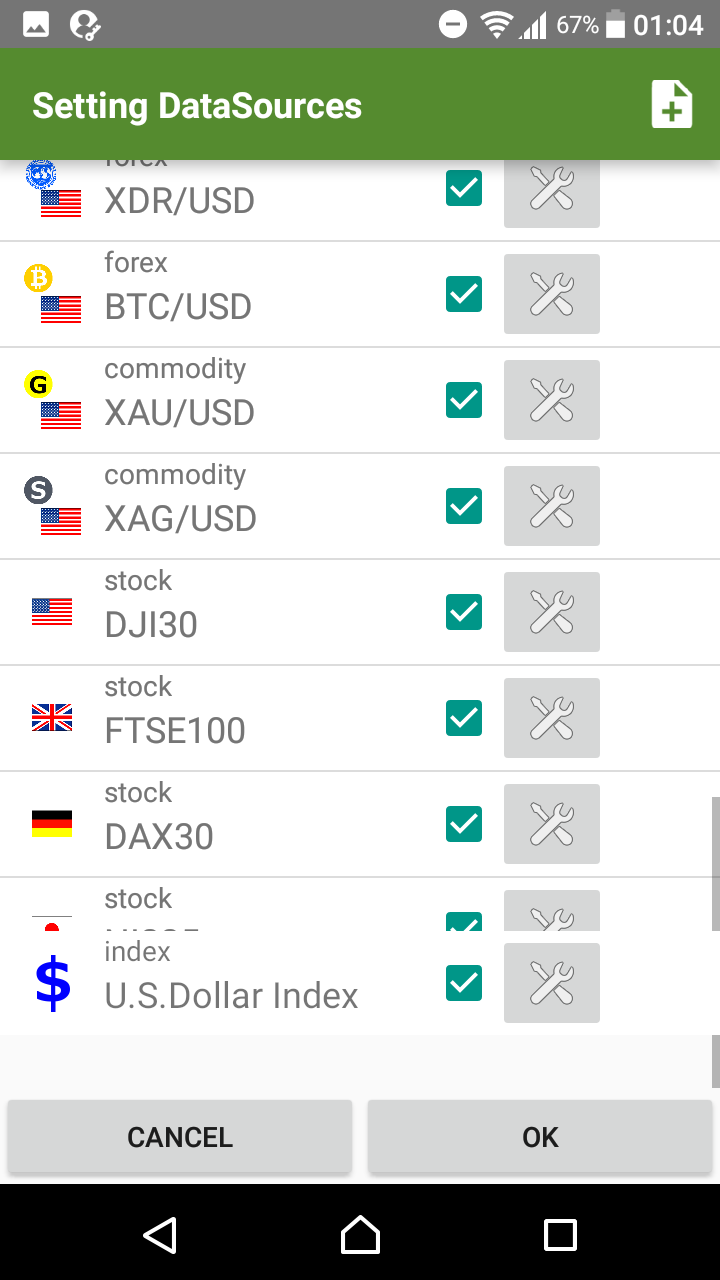 67% 01:04
Setting DataSources
forex
XDR/USD
forex
BTC/USD
commodity
XAU/USD
commodity
XAG/USD
stock
DJI30
stock
FTSE100
stock
DAX30
stock
index
U.S.Dollar Index
CANCEL OK